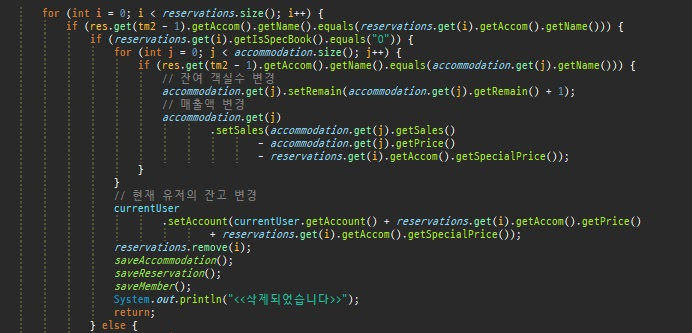 for (int i = 0; i < reservations.size(); i++) {
if (res.get(tm2 - 1).getAccom().getName().equals(reservations.get(i).getAccom().getName())) {
if (reservations.get(i).getIsSpecBook().equals("O")) {
for (int j = 0; j < accommodation.size(); j++) {
if (res.get(tm2 - 1).getAccom().getName().equals(accommodation.get(j).getName())) {
// 잔여 객실수 변경
accommodation.get(j).setRemain(accommodation.get(j).getRemain() + 1);
// 매출액 변경
accommodation.get(j)
.setSales(accommodation.get(j).getSales()
- accommodation.get(j).getPrice()
- reservations.get(i).getAccom().getSpecialPrice());
}
}
// 현재 유저의 잔고 변경
currentUser
.setAccount(currentUser.getAccount() + reservations.get(i).getAccom().getPrice()
+ reservations.get(i).getAccom().getSpecialPrice());
reservations.remove(i);
saveAccommodation();
saveReservation();
saveMember();
System.out.println("<<삭제되었습니다>>");
return;
} else {